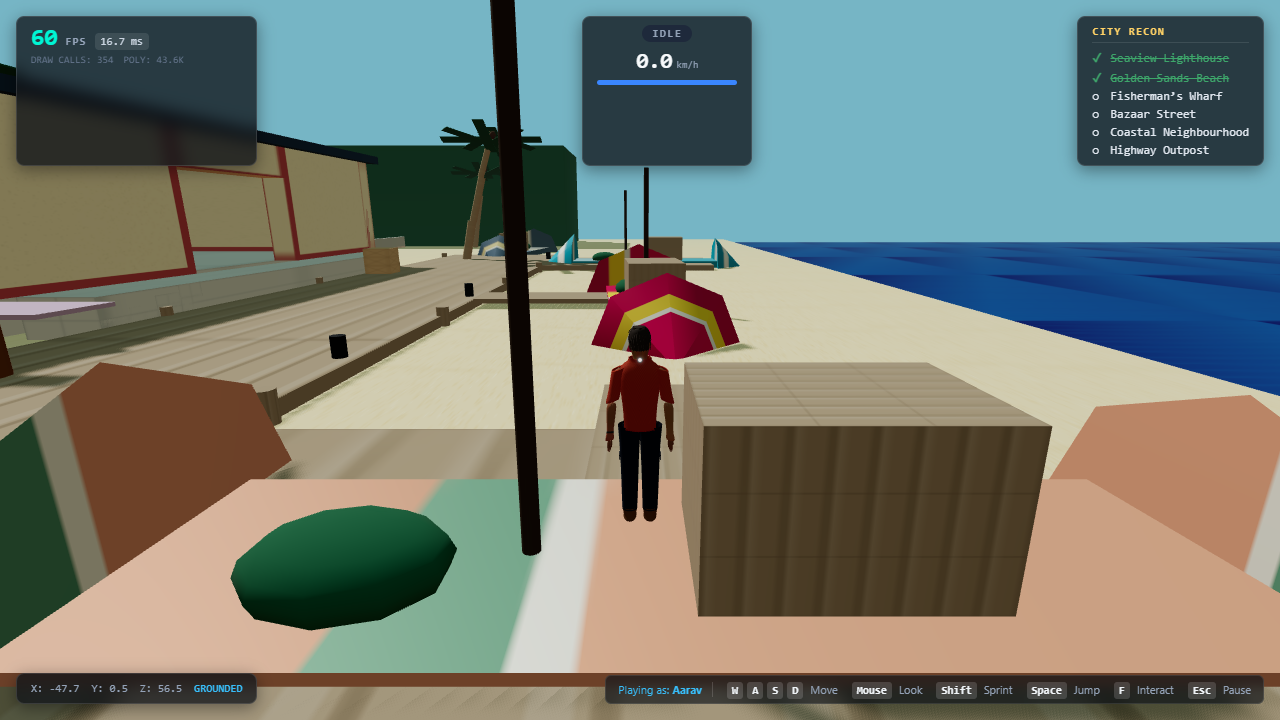 60 FPS 16.7 ms
DRAW CALLS: 354 POLY: 43.6K
IDLE
0.0 km/h
CITY RECON
✓ Seaview Lighthouse
✓ Golden Sands Beach
o Fisherman's Wharf
o Bazaar Street
o Coastal Neighbourhood
o Highway Outpost
X: -47.7 Y: 0.5 Z: 56.5 GROUNDED
Playing as: Aarav W A S D Move Mouse Look Shift Sprint Space Jump F Interact Esc Pause